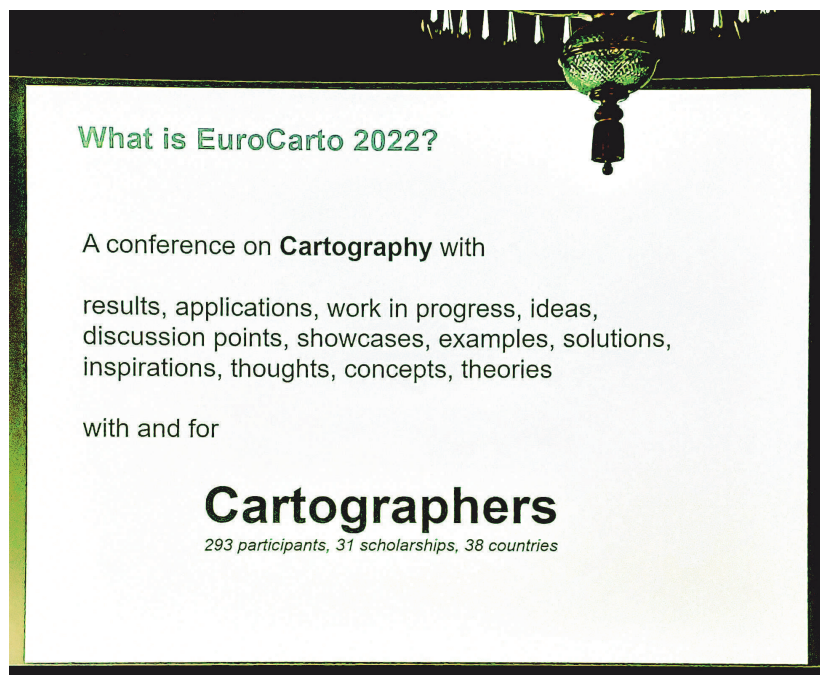 What is EuroCarto 2022?
A conference on Cartography with
results, applications, work in progress, ideas,
discussion points, showcases, examples, solutions,
inspirations, thoughts, concepts, theories
with and for
Cartographers
293 participants, 31 scholarships, 38 countries